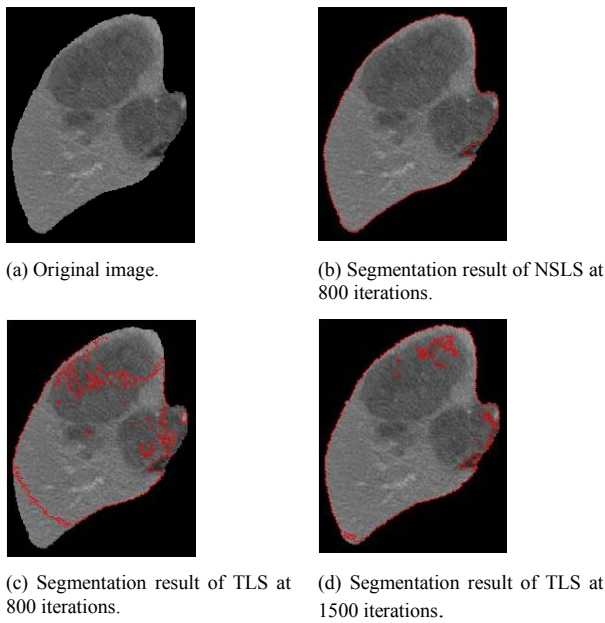 (a) Original image.
(b) Segmentation result of NSLS at
800 iterations.
(c) Segmentation result of TLS at
800 iterations.
(d) Segmentation result of TLS at
1500 iterations.